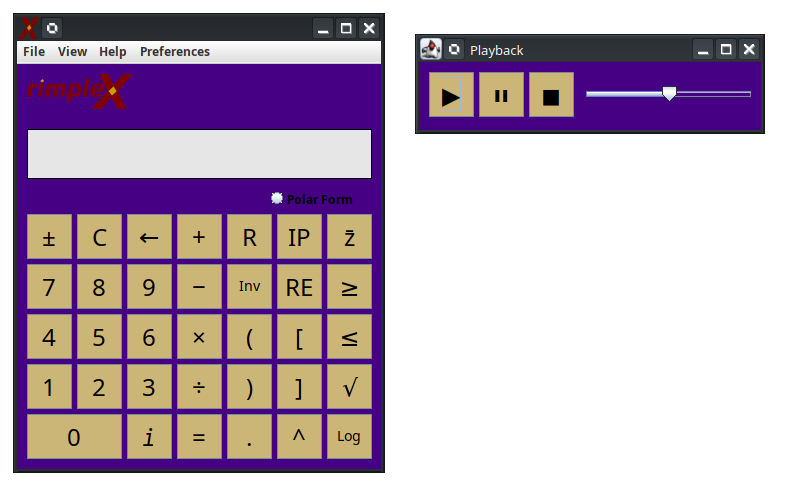 File View Help Preferences
rimpleX
Polar Form
± C ← + R IP z̄
7 8 9 − Inv RE ≥
4 5 6 × ( [ ≤
1 2 3 ÷ ) ] √
0 i = . ^ Log
Playback